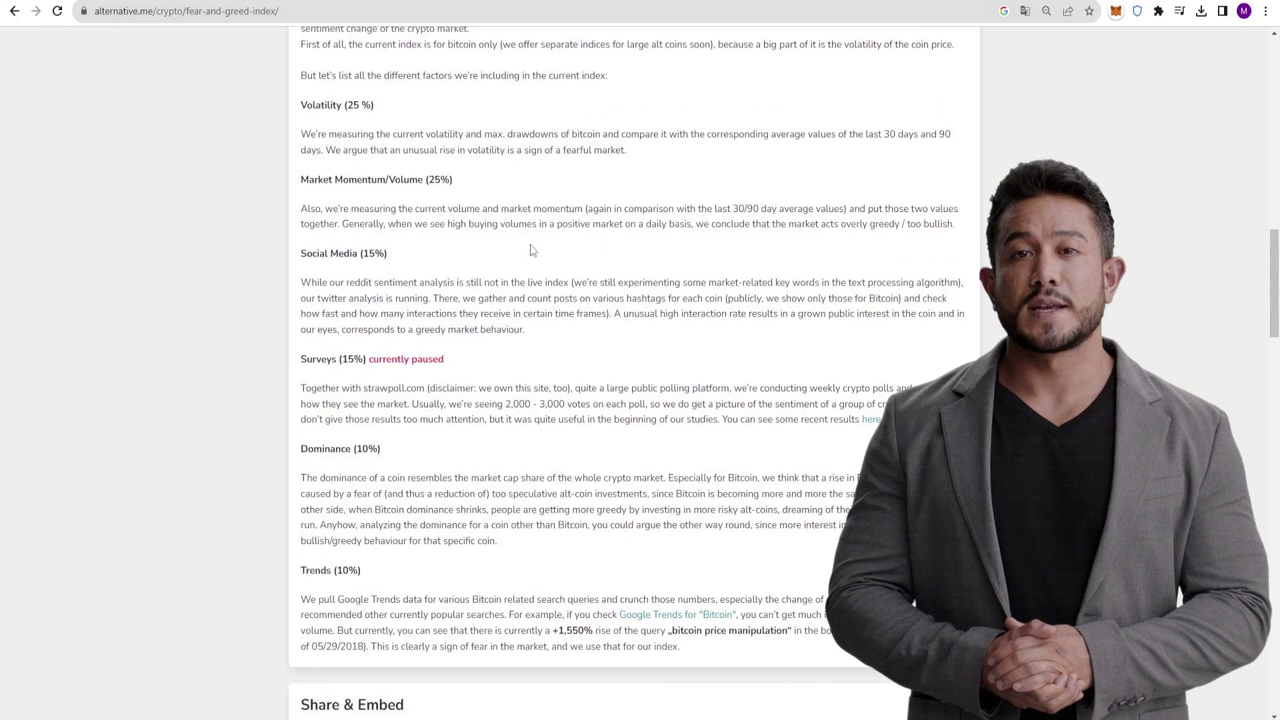 alternative.me/crypto/fear-and-greed-index/
M
sentiment change of the crypto market.
First of all, the current index is for bitcoin only (we offer separate indices for large alt coins soon), because a big part of it is the volatility of the coin price.
But let's list all the different factors we're including in the current index:
Volatility (25 %)
We're measuring the current volatility and max. drawdowns of bitcoin and compare it with the corresponding average values of the last 30 days and 90
days. We argue that an unusual rise in volatility is a sign of a fearful market.
Market Momentum/Volume (25%)
Also, we're measuring the current volume and market momentum (again in comparison with the last 30/90 day average values) and put those two values
together. Generally, when we see high buying volumes in a positive market on a daily basis, we conclude that the market acts overly greedy / too bullish.
Social Media (15%)
While our reddit sentiment analysis is still not in the live index (we're still experimenting some market-related key words in the text processing algorithm),
our twitter analysis is running. There, we gather and count posts on various hashtags for each coin (publicly, we show only those for Bitcoin) and check
how fast and how many interactions they receive in certain time frames). A unusual high interaction rate results in a grown public interest in the coin and in
our eyes, corresponds to a greedy market behaviour.
Surveys (15%) currently paused
Together with strawpoll.com (disclaimer: we own this site, too), quite a large public polling platform, we're conducting weekly crypto polls and
how they see the market. Usually, we're seeing 2,000 - 3,000 votes on each poll, so we do get a picture of the sentiment of a group of
don't give those results too much attention, but it was quite useful in the beginning of our studies. You can see some recent results here
Dominance (10%)
The dominance of a coin resembles the market cap share of the whole crypto market. Especially for Bitcoin, we think that a rise in
caused by a fear of (and thus a reduction of) too speculative alt-coin investments, since Bitcoin is becoming more and more the
other side, when Bitcoin dominance shrinks, people are getting more greedy by investing in more risky alt-coins, dreaming of the
run. Anyhow, analyzing the dominance for a coin other than Bitcoin, you could argue the other way round, since more interest in
bullish/greedy behaviour for that specific coin.
Trends (10%)
We pull Google Trends data for various Bitcoin related search queries and crunch those numbers, especially the change of
recommended other currently popular searches. For example, if you check Google Trends for "Bitcoin", you can't get much
volume. But currently, you can see that there is currently a +1,550% rise of the query „bitcoin price manipulation“ in the
of 05/29/2018). This is clearly a sign of fear in the market, and we use that for our index.
Share & Embed